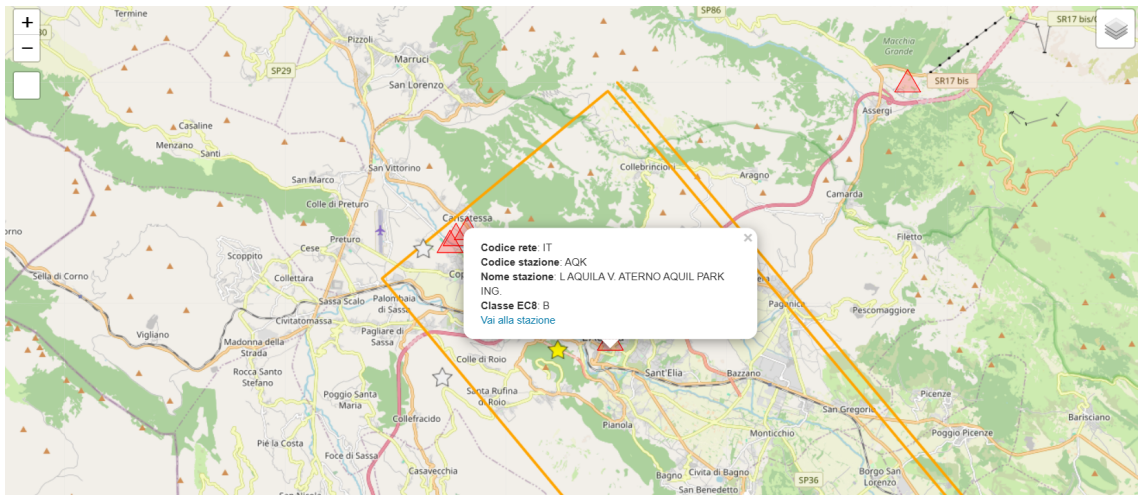 +
−
Termine
SP86
SR17 bis/
Pizzoli
Marruci
SP29
San Lorenzo
Macchia
Grande
SR17 bis
Assergi
Casaline
Menzano
Santi
San Vittorino
Collebrincioni
Aragno
San Marco
Camarda
Colle di Preturo
Preturo
Cese
Scoppito
Filetto
Sella di Corno
Collettara
Sassa Scalo
Palombaia
di Sassa
Civitatomassa
Pagliare di
Sassa
Vigliano
Madonna della
Strada
Rocca Santo
Stefano
Paganica
Pescomaggiore
×
Codice rete: IT
Codice stazione: AQK
Nome stazione: L AQUILA V. ATERNO AQUIL PARK
ING.
Classe EC8: B
Vai alla stazione
Colle di Roio
Sant'Elia
Bazzano
Poggio Santa
Maria
Santa Rufina
di Roio
Collefracido
Pianola
San Gregorio
Picenze
Barisciano
Monticchio
Poggio Picenze
Pié la Costa
Foce di Sassa
Casavecchia
Bagno
Civita di Bagno
San Benedetto
SP36
Borgo San
Lorenzo